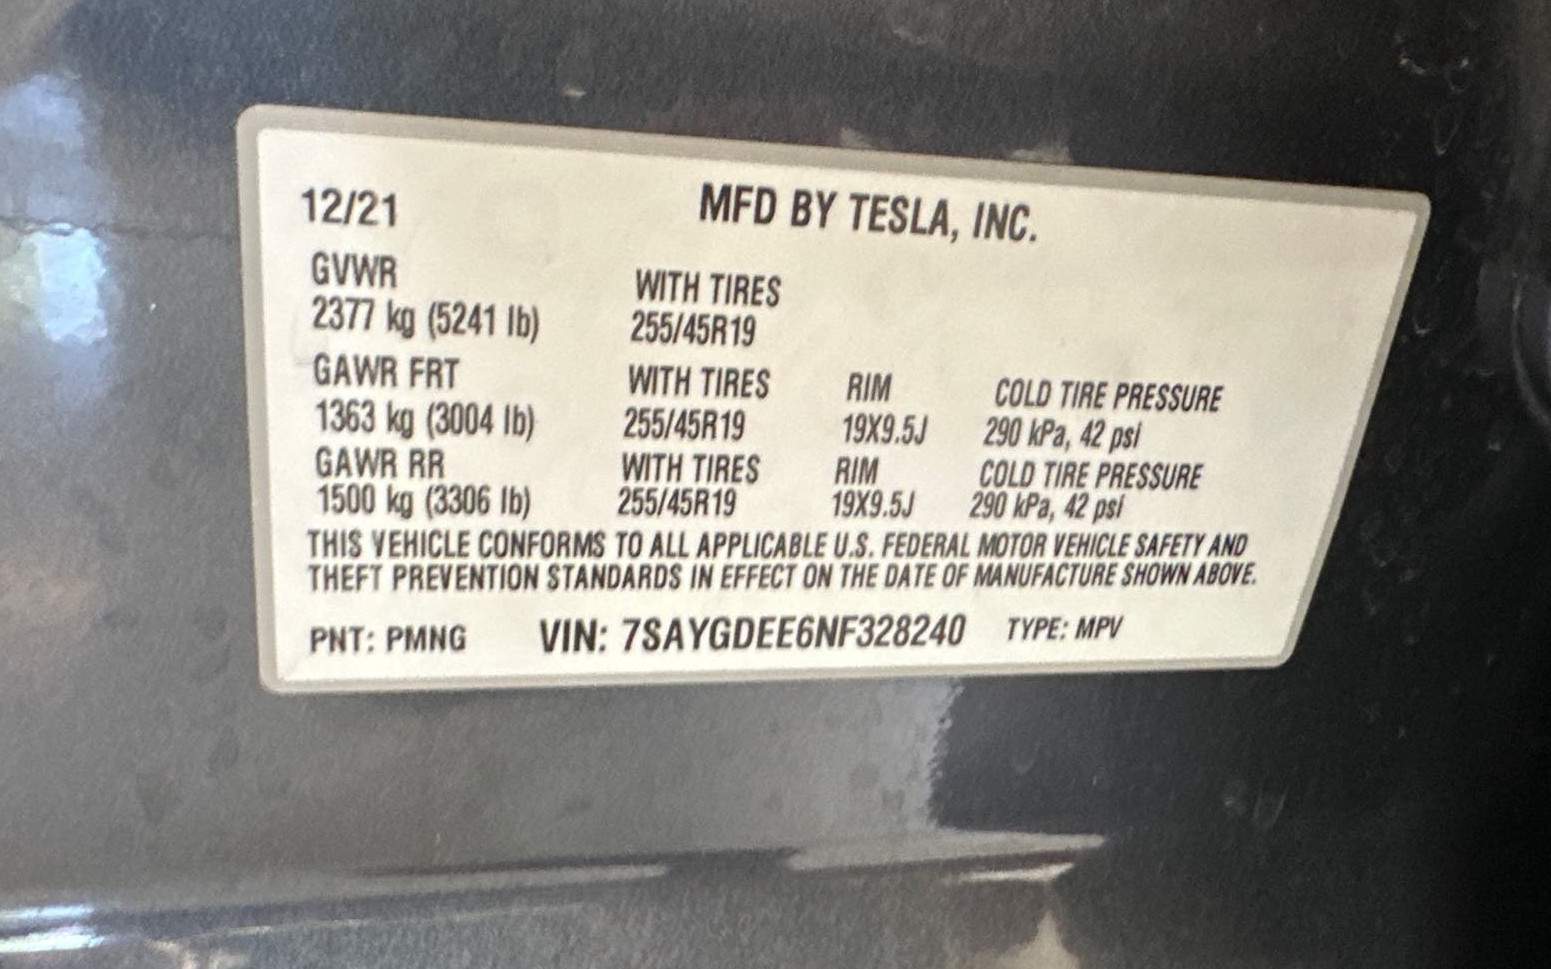 12/21 MFD BY TESLA, INC.
GVWR WITH TIRES
2377 kg (5241 lb) 255/45R19
GAWR FRT WITH TIRES RIM COLD TIRE PRESSURE
1363 kg (3004 lb) 255/45R19 19X9.5J 290 kPa, 42 psi
GAWR RR WITH TIRES RIM COLD TIRE PRESSURE
1500 kg (3306 lb) 255/45R19 19X9.5J 290 kPa, 42 psi
THIS VEHICLE CONFORMS TO ALL APPLICABLE U.S. FEDERAL MOTOR VEHICLE SAFETY AND
THEFT PREVENTION STANDARDS IN EFFECT ON THE DATE OF MANUFACTURE SHOWN ABOVE.
PNT: PMNG VIN: 7SAYGDEE6NF328240 TYPE: MPV